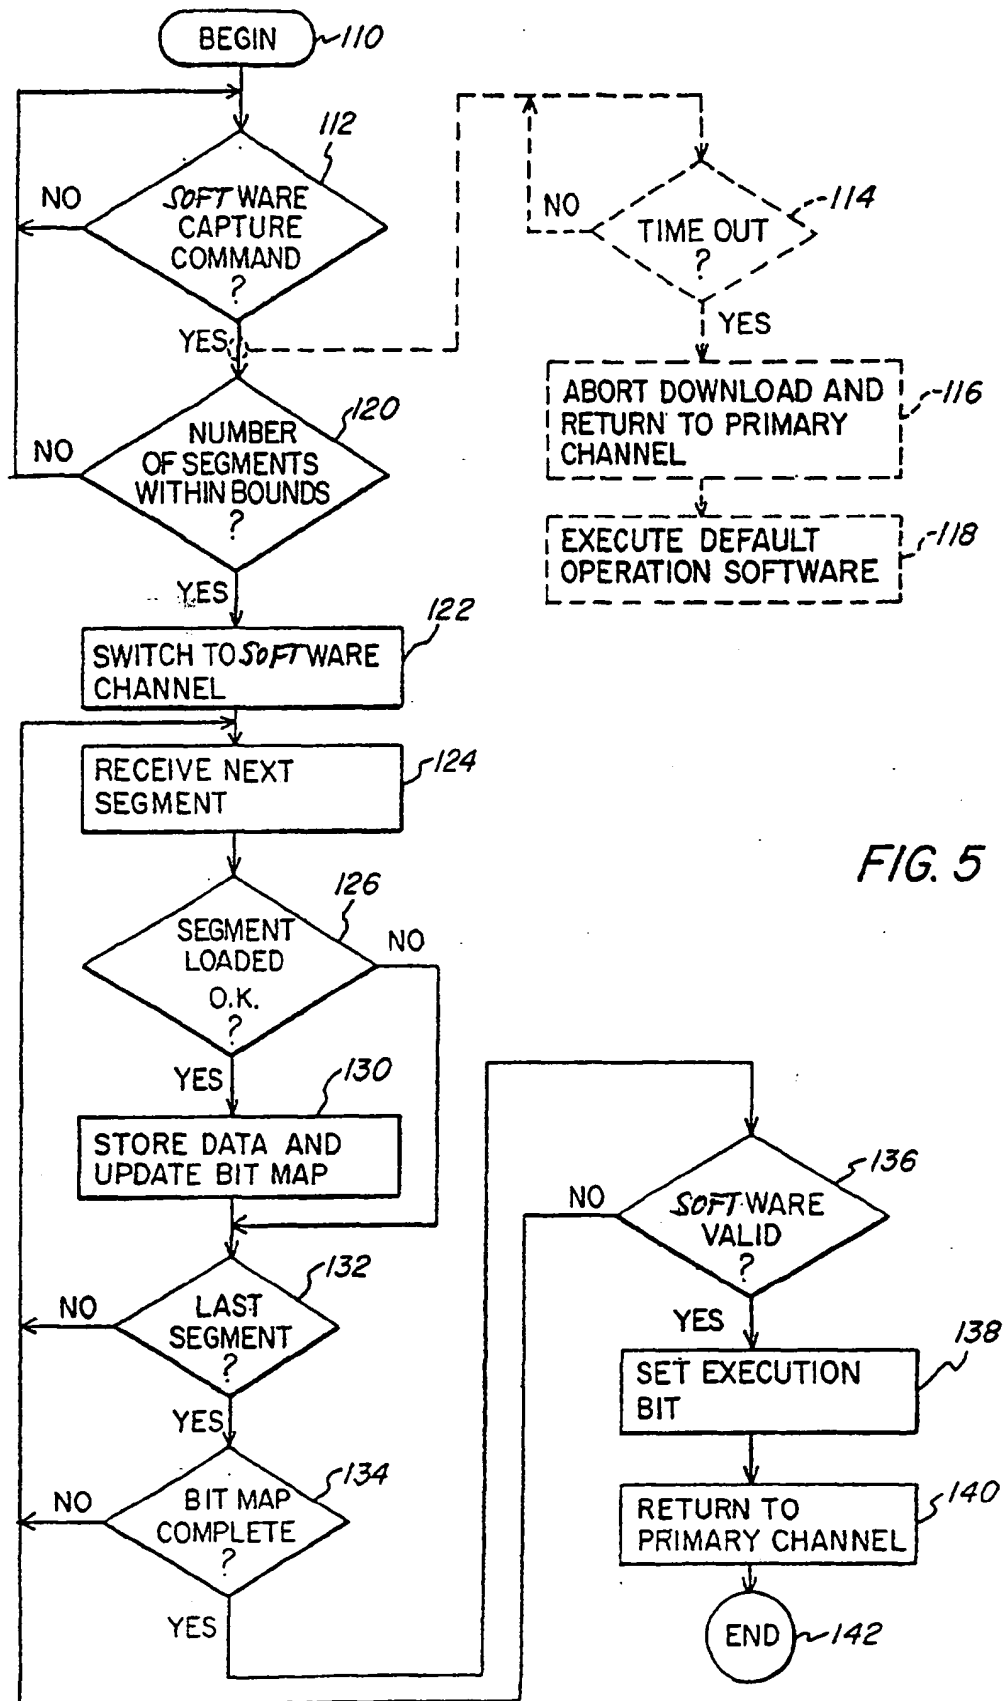 BEGIN
110
112
SOFTWARE
CAPTURE
COMMAND
?
NO
YES
114
TIME OUT
?
NO
YES
ABORT DOWNLOAD AND
RETURN TO PRIMARY
CHANNEL
116
EXECUTE DEFAULT
OPERATION SOFTWARE
118
120
NUMBER
OF SEGMENTS
WITHIN BOUNDS
?
NO
YES
122
SWITCH TO SOFTWARE
CHANNEL
124
RECEIVE NEXT
SEGMENT
FIG. 5
126
SEGMENT
LOADED
O.K.
?
NO
YES
130
STORE DATA AND
UPDATE BIT MAP
132
LAST
SEGMENT
?
NO
YES
134
BIT MAP
COMPLETE
?
NO
YES
136
SOFTWARE
VALID
?
NO
YES
138
SET EXECUTION
BIT
140
RETURN TO
PRIMARY CHANNEL
END
142